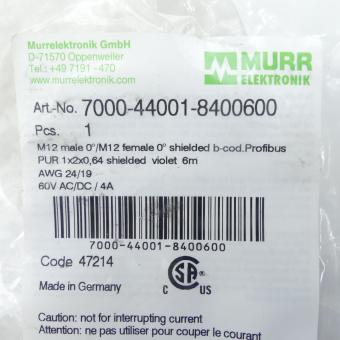 Murrelektronik GmbH
D-71570 Oppenweiler
Tel.: +49 7191 - 470
MURR
ELEKTRONIK
Art.-No. 7000-44001-8400600
Pcs. 1
M12 male 0°/M12 female 0° shielded b-cod.Profibus
PUR 1x2x0,64 shielded violet 6m
AWG 24/19
60V AC/DC / 4A
7000-44001-8400600
Code 47214
Made in Germany
C US
Caution: not for interrupting current
Attention: ne pas utiliser pour couper le courant